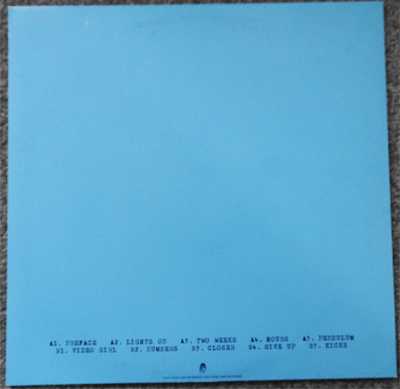 A1. PREFACE A2. LIGHTS ON A3. TWO WEEKS A4. HOURS A5. PENDULUM
B1. VIDEO GIRL B2. NUMBERS B3. CLOSER B4. GIVE UP B5. KICKS